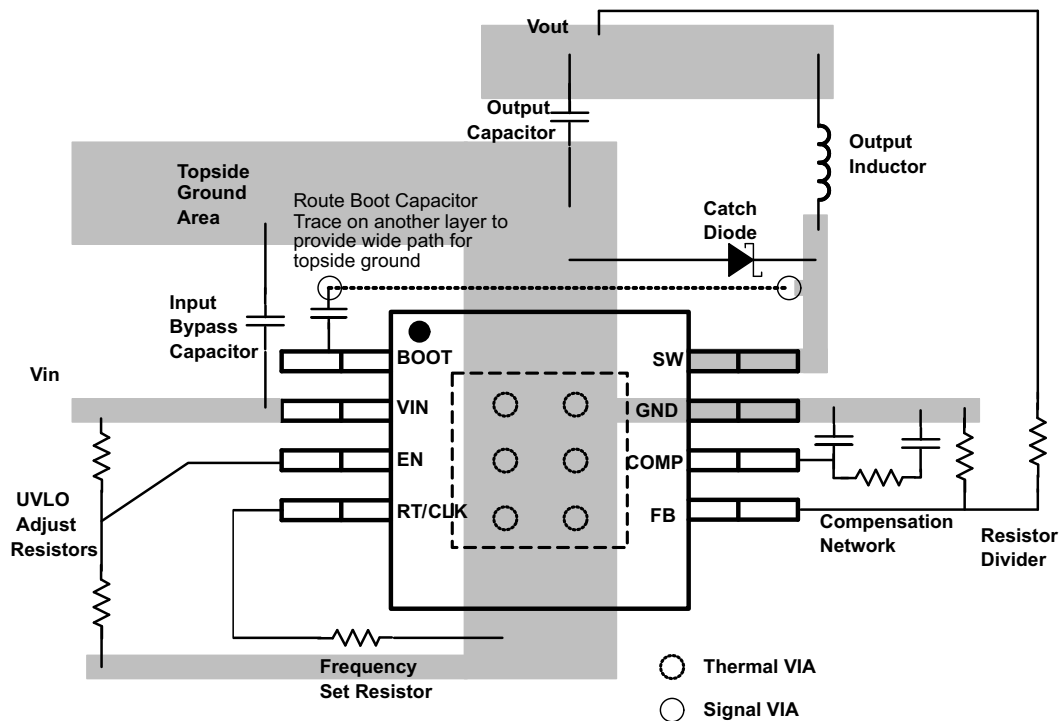 Vout
Output
Capacitor
Output
Inductor
Topside
Ground
Area
Route Boot Capacitor
Trace on another layer to
provide wide path for
topside ground
Catch
Diode
Input
Bypass
Capacitor
Vin
BOOT
VIN
EN
RT/CLK
SW
GND
COMP
FB
UVLO
Adjust
Resistors
Compensation
Network
Resistor
Divider
Frequency
Set Resistor
Thermal VIA
Signal VIA